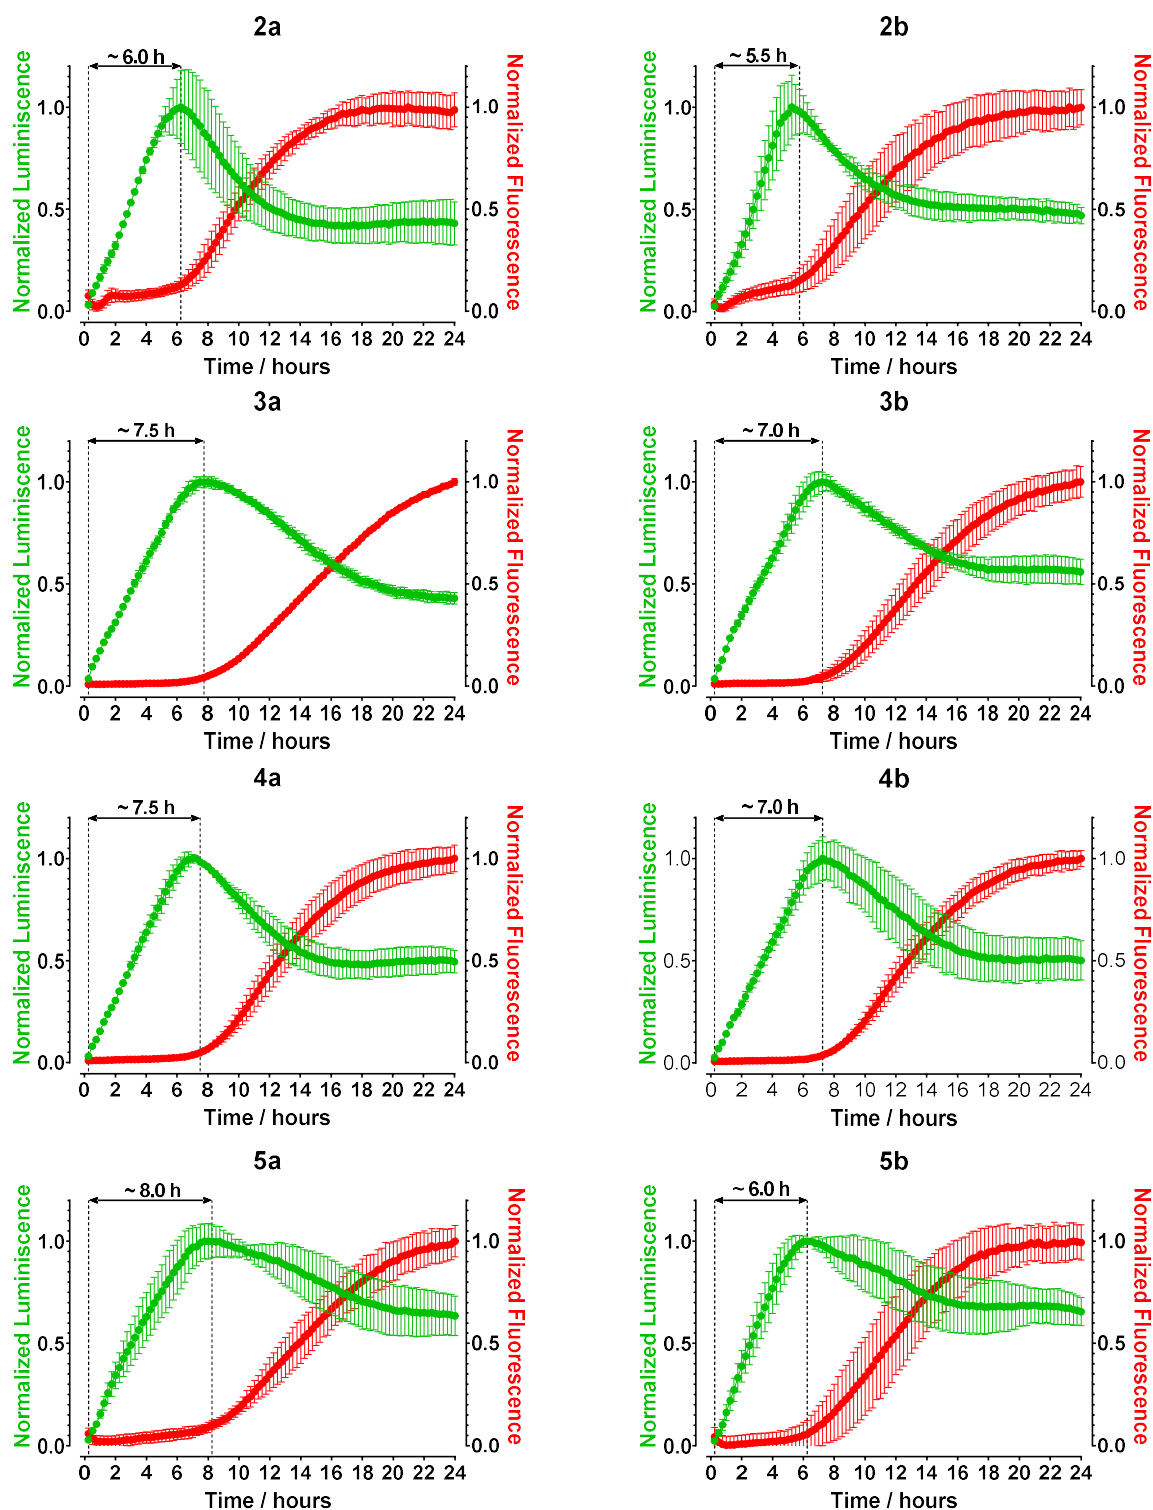 2a
2b
~ 6.0 h
~ 5.5 h
Normalized Luminiscence
1.0
0.5
0.0
1.0
0.5
0.0
Normalized Fluorescence
Normalized Luminiscence
1.0
0.5
0.0
1.0
0.5
0.0
Normalized Fluorescence
0 2 4 6 8 10 12 14 16 18 20 22 24
0 2 4 6 8 10 12 14 16 18 20 22 24
Time / hours
Time / hours
3a
3b
~ 7.5 h
~ 7.0 h
Normalized Luminiscence
1.0
0.5
0.0
1.0
0.5
0.0
Normalized Fluorescence
Normalized Luminiscence
1.0
0.5
0.0
1.0
0.5
0.0
Normalized Fluorescence
0 2 4 6 8 10 12 14 16 18 20 22 24
0 2 4 6 8 10 12 14 16 18 20 22 24
Time / hours
Time / hours
4a
4b
~ 7.5 h
~ 7.0 h
Normalized Luminiscence
1.0
0.5
0.0
1.0
0.5
0.0
Normalized Fluorescence
Normalized Luminiscence
1.0
0.5
0.0
1.0
0.5
0.0
Normalized Fluorescence
0 2 4 6 8 10 12 14 16 18 20 22 24
0 2 4 6 8 10 12 14 16 18 20 22 24
Time / hours
Time / hours
5a
5b
~ 8.0 h
~ 6.0 h
Normalized Luminiscence
1.0
0.5
0.0
1.0
0.5
0.0
Normalized Fluorescence
Normalized Luminiscence
1.0
0.5
0.0
1.0
0.5
0.0
Normalized Fluorescence
0 2 4 6 8 10 12 14 16 18 20 22 24
0 2 4 6 8 10 12 14 16 18 20 22 24
Time / hours
Time / hours